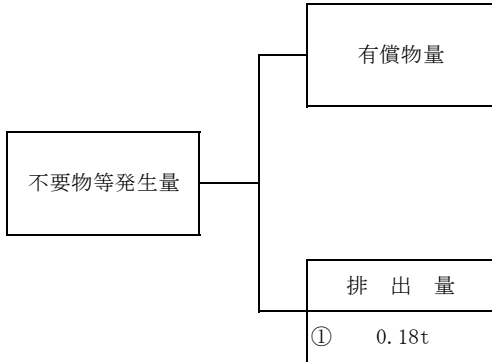 有償物量
不要物等発生量
排 出 量
① 0.18t